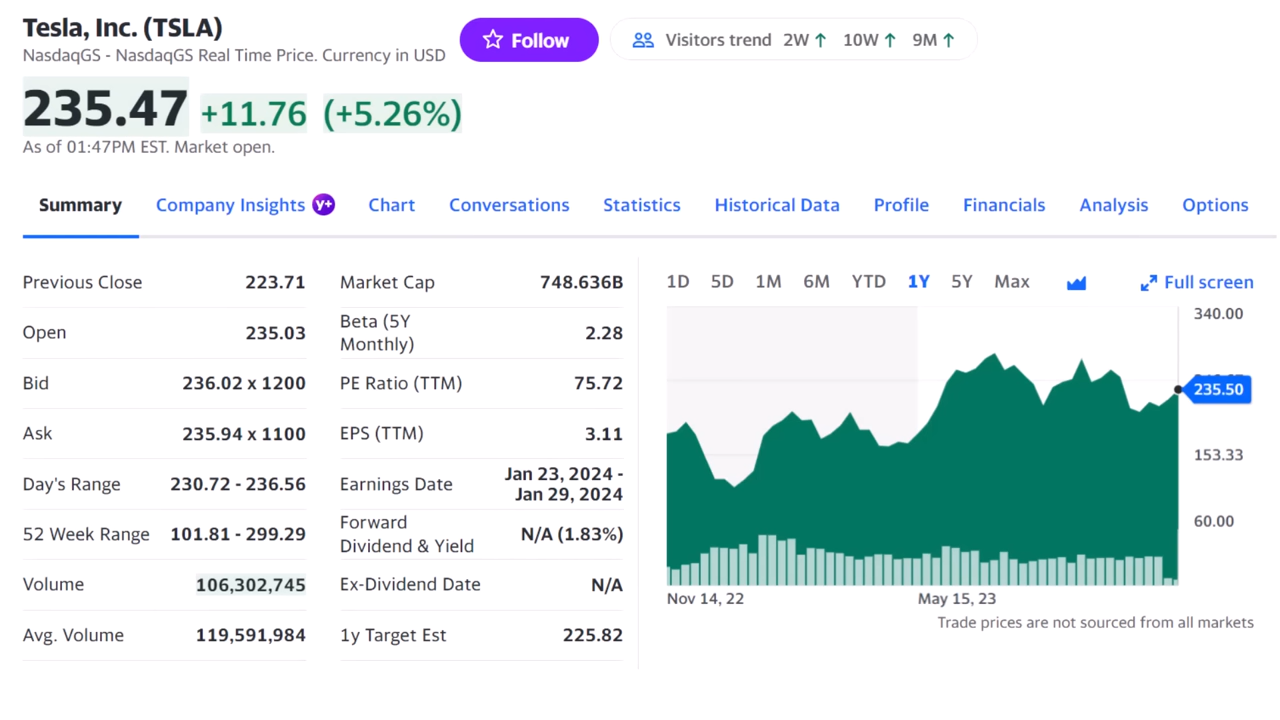 Tesla, Inc. (TSLA)
NasdaqGS - NasdaqGS Real Time Price. Currency in USD
Follow
Visitors trend 2W ↑ 10W ↑ 9M ↑
235.47 +11.76 (+5.26%)
As of 01:47PM EST. Market open.
Summary Company Insights y+ Chart Conversations Statistics Historical Data Profile Financials Analysis Options
Previous Close 223.71
Open 235.03
Bid 236.02 x 1200
Ask 235.94 x 1100
Day's Range 230.72 - 236.56
52 Week Range 101.81 - 299.29
Volume 106,302,745
Avg. Volume 119,591,984
Market Cap 748.636B
Beta (5Y
Monthly) 2.28
PE Ratio (TTM) 75.72
EPS (TTM) 3.11
Earnings Date Jan 23, 2024 -
Jan 29, 2024
Forward
Dividend & Yield N/A (1.83%)
Ex-Dividend Date N/A
1y Target Est 225.82
1D 5D 1M 6M YTD 1Y 5Y Max Full screen
340.00
235.50
153.33
60.00
Nov 14, 22 May 15, 23
Trade prices are not sourced from all markets